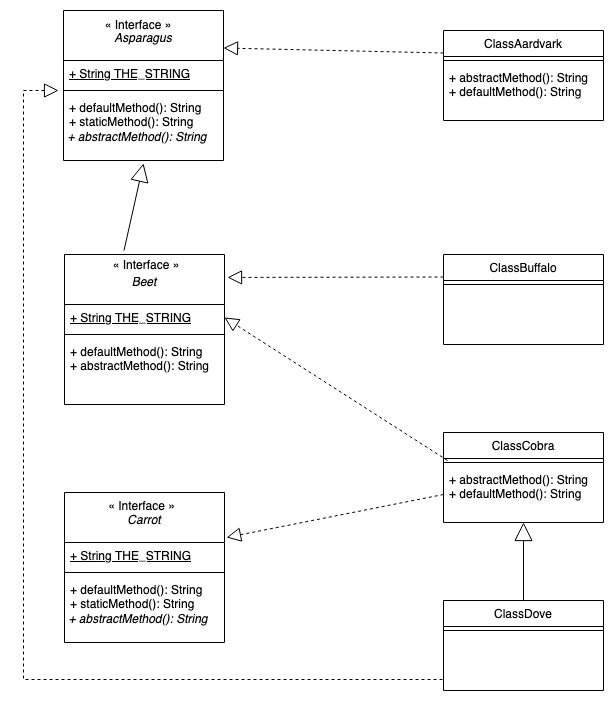 « Interface »
Asparagus
+ String THE_STRING
+ defaultMethod(): String
+ staticMethod(): String
+ abstractMethod(): String
ClassAardvark
+ abstractMethod(): String
+ defaultMethod(): String
« Interface »
Beet
+ String THE_STRING
+ defaultMethod(): String
+ abstractMethod(): String
ClassBuffalo
ClassCobra
+ abstractMethod(): String
+ defaultMethod(): String
« Interface »
Carrot
+ String THE_STRING
+ defaultMethod(): String
+ staticMethod(): String
+ abstractMethod(): String
ClassDove